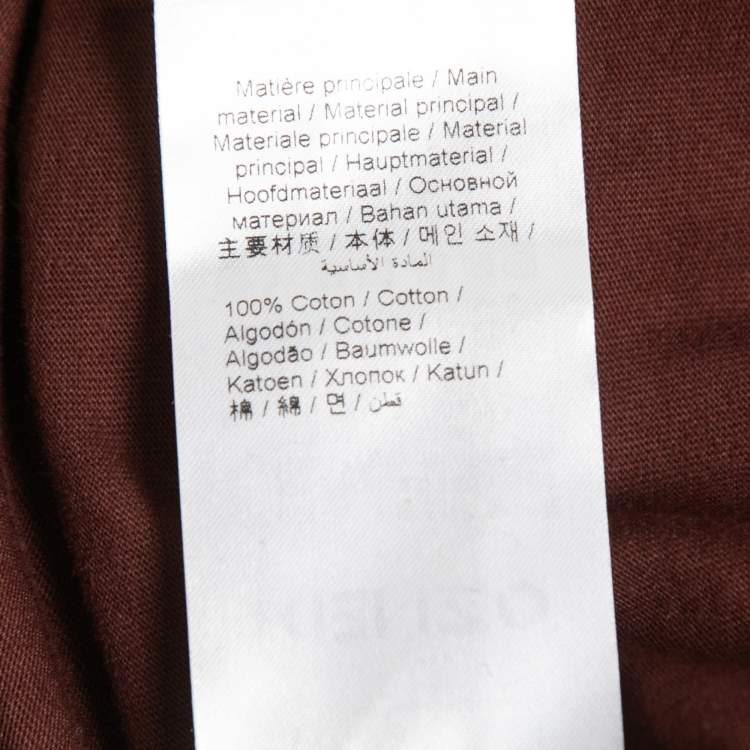 Matière principale / Main
material / Material principal /
Materiale principale / Material
principal / Hauptmaterial /
Hoofdmateriaal / Основной
материал / Bahan utama /
主要材质 / 本体 / 메인 소재 /
المادة الأساسية
100% Coton / Cotton /
Algodón / Cotone /
Algodão / Baumwolle /
Katoen / Хлопок / Katun /
棉 / 綿 / 면 / قطن